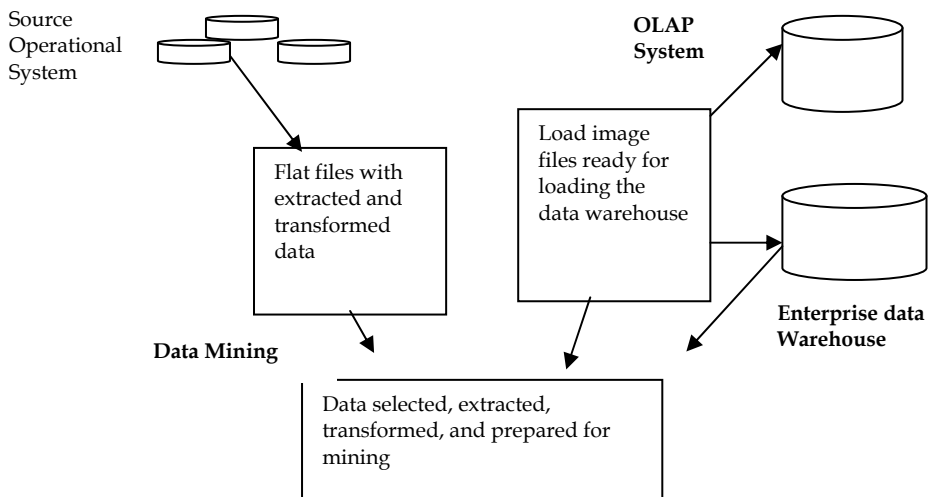 Source
Operational
System
OLAP
System
Flat files with
extracted and
transformed
data
Load image
files ready for
loading the
data warehouse
Enterprise data
Warehouse
Data Mining
Data selected, extracted,
transformed, and prepared for
mining